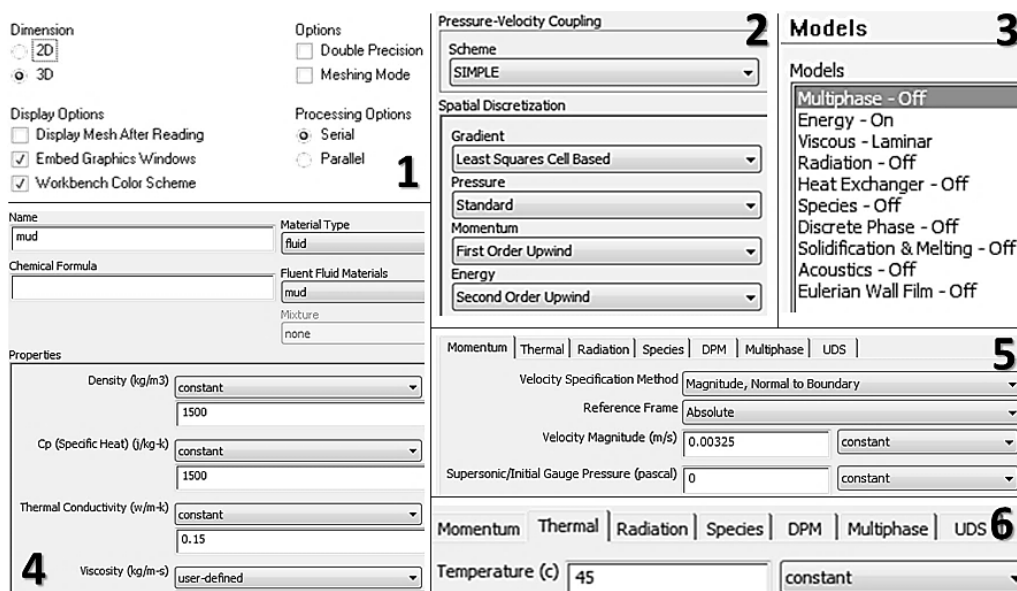 Dimension
2D
3D
Options
Double Precision
Meshing Mode
Display Options
Display Mesh After Reading
Embed Graphics Windows
Workbench Color Scheme
Processing Options
Serial
Parallel
1
Pressure-Velocity Coupling
2
Scheme
SIMPLE
Spatial Discretization
Gradient
Least Squares Cell Based
Pressure
Standard
Momentum
First Order Upwind
Energy
Second Order Upwind
Models
3
Models
Multiphase - Off
Energy - On
Viscous - Laminar
Radiation - Off
Heat Exchanger - Off
Species - Off
Discrete Phase - Off
Solidification & Melting - Off
Acoustics - Off
Eulerian Wall Film - Off
Name
mud
Material Type
fluid
Chemical Formula
Fluent Fluid Materials
mud
Mixture
none
Properties
Density (kg/m3) constant
1500
Cp (Specific Heat) (j/kg-k) constant
1500
Thermal Conductivity (w/m-k) constant
0.15
Viscosity (kg/m-s) user-defined
4
Momentum Thermal Radiation Species DPM Multiphase UDS
5
Velocity Specification Method Magnitude, Normal to Boundary
Reference Frame Absolute
Velocity Magnitude (m/s) 0.00325 constant
Supersonic/Initial Gauge Pressure (pascal) 0 constant
Momentum Thermal Radiation Species DPM Multiphase UDS
6
Temperature (c) 45 constant